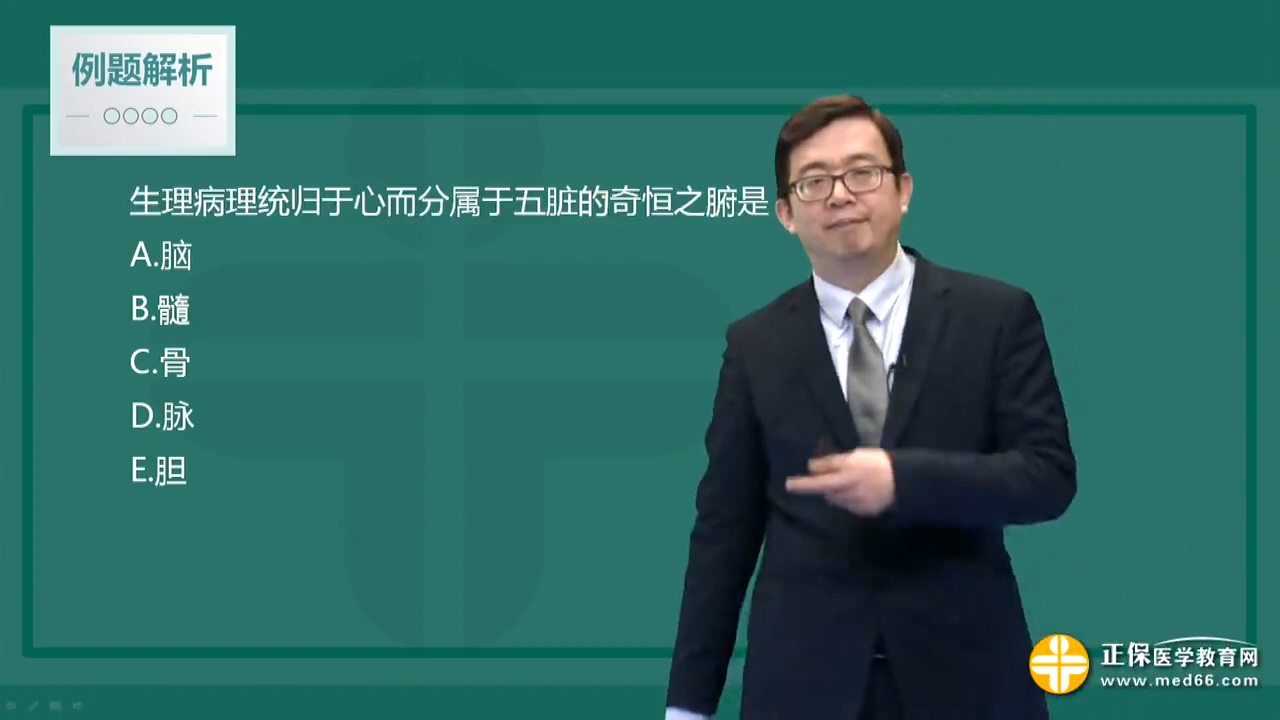 例题解析
生理病理统归于心而分属于五脏的奇恒之腑是
A.脑
B.髓
C.骨
D.脉
E.胆
正保医学教育网
www.med66.com